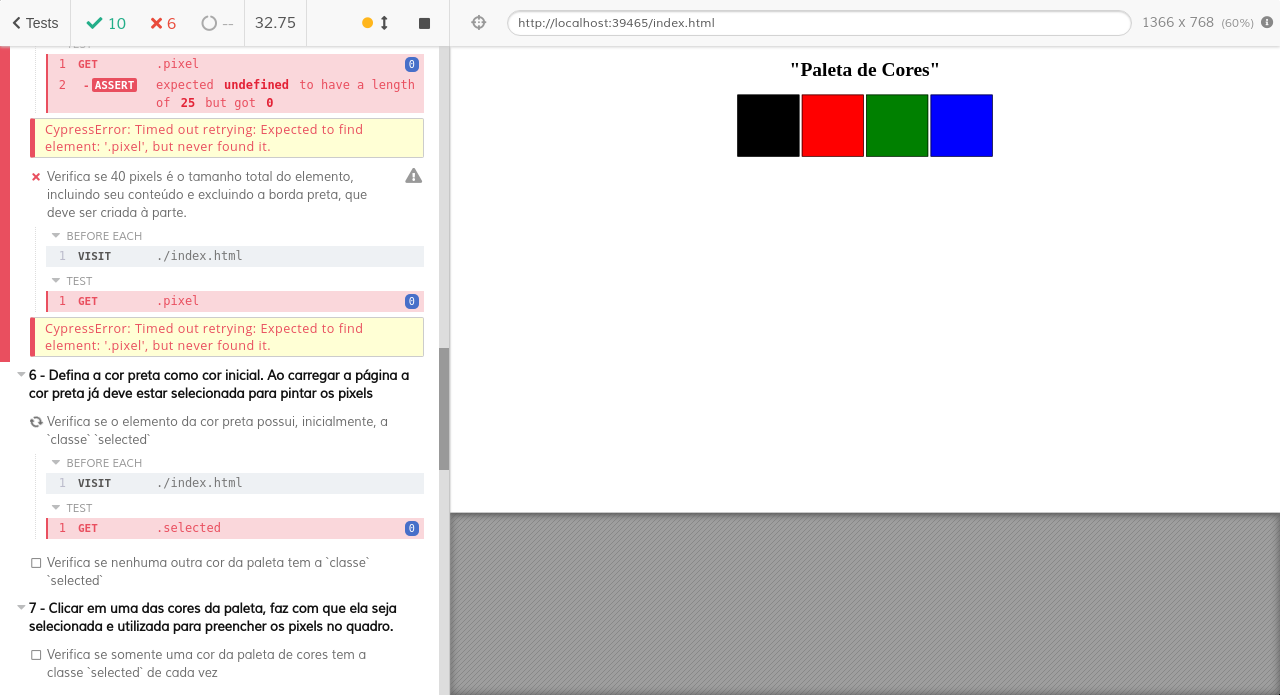 Tests 10 6 -- 32.75 http://localhost:39465/index.html 1366 x 768 (60%)
TEST
1 GET .pixel 0
2 -ASSERT expected undefined to have a length
of 25 but got 0
CypressError: Timed out retrying: Expected to find
element: '.pixel', but never found it.
Verifica se 40 pixels é o tamanho total do elemento,
incluindo seu conteúdo e excluindo a borda preta, que
deve ser criada à parte.
BEFORE EACH
1 VISIT ./index.html
TEST
1 GET .pixel 0
CypressError: Timed out retrying: Expected to find
element: '.pixel', but never found it.
6 - Defina a cor preta como cor inicial. Ao carregar a página a
cor preta já deve estar selecionada para pintar os pixels
Verifica se o elemento da cor preta possui, inicialmente, a
`classe` `selected`
BEFORE EACH
1 VISIT ./index.html
TEST
1 GET .selected 0
Verifica se nenhuma outra cor da paleta tem a `classe`
`selected`
7 - Clicar em uma das cores da paleta, faz com que ela seja
selecionada e utilizada para preencher os pixels no quadro.
Verifica se somente uma cor da paleta de cores tem a
classe `selected` de cada vez
"Paleta de Cores"